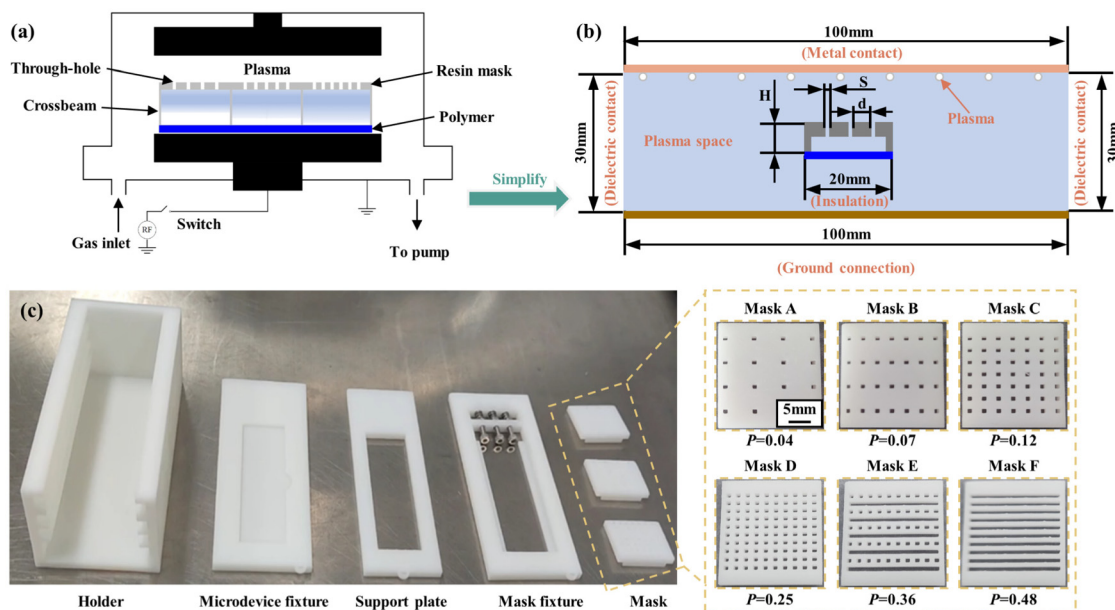 (a)
Through-hole
Plasma
Resin mask
Crossbeam
Polymer
Switch
RF
Gas inlet
To pump
Simplify
(b)
100mm
(Metal contact)
30mm
(Dielectric contact)
H
S
d
Plasma
Plasma space
20mm
(Insulation)
(Dielectric contact)
30mm
100mm
(Ground connection)
(c)
Holder
Microdevice fixture
Support plate
Mask fixture
Mask
Mask A
Mask B
Mask C
5mm
P=0.04
P=0.07
P=0.12
Mask D
Mask E
Mask F
P=0.25
P=0.36
P=0.48